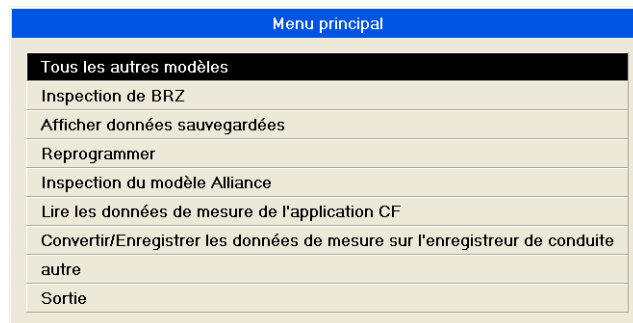 Menu principal
Tous les autres modèles
Inspection de BRZ
Afficher données sauvegardées
Reprogrammer
Inspection du modèle Alliance
Lire les données de mesure de l'application CF
Convertir/Enregistrer les données de mesure sur l'enregistreur de conduite
autre
Sortie